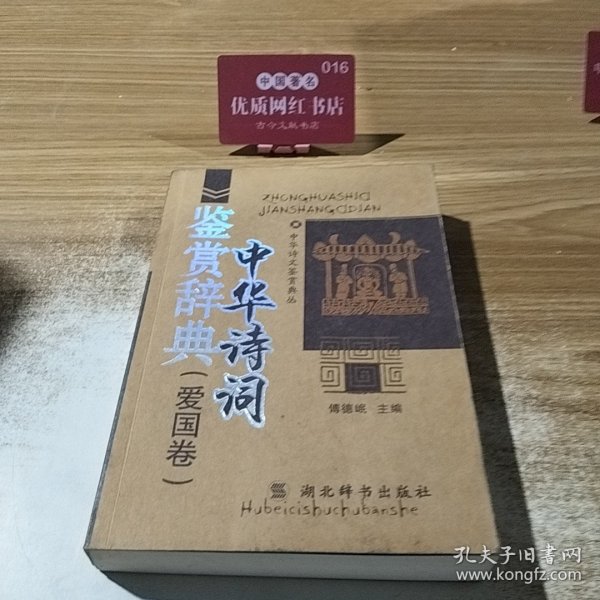 016
中国著名
优质网红书店
古今文献书店
ZHONGHUASHICI
JIANSHANGCIDIAN
中华诗文鉴赏典丛
中华诗词
鉴赏辞典
(爱国卷)
傅德岷 主编
湖北辞书出版社
Hubeicishuchubanshe
孔夫子旧书网
www.kongfz.com